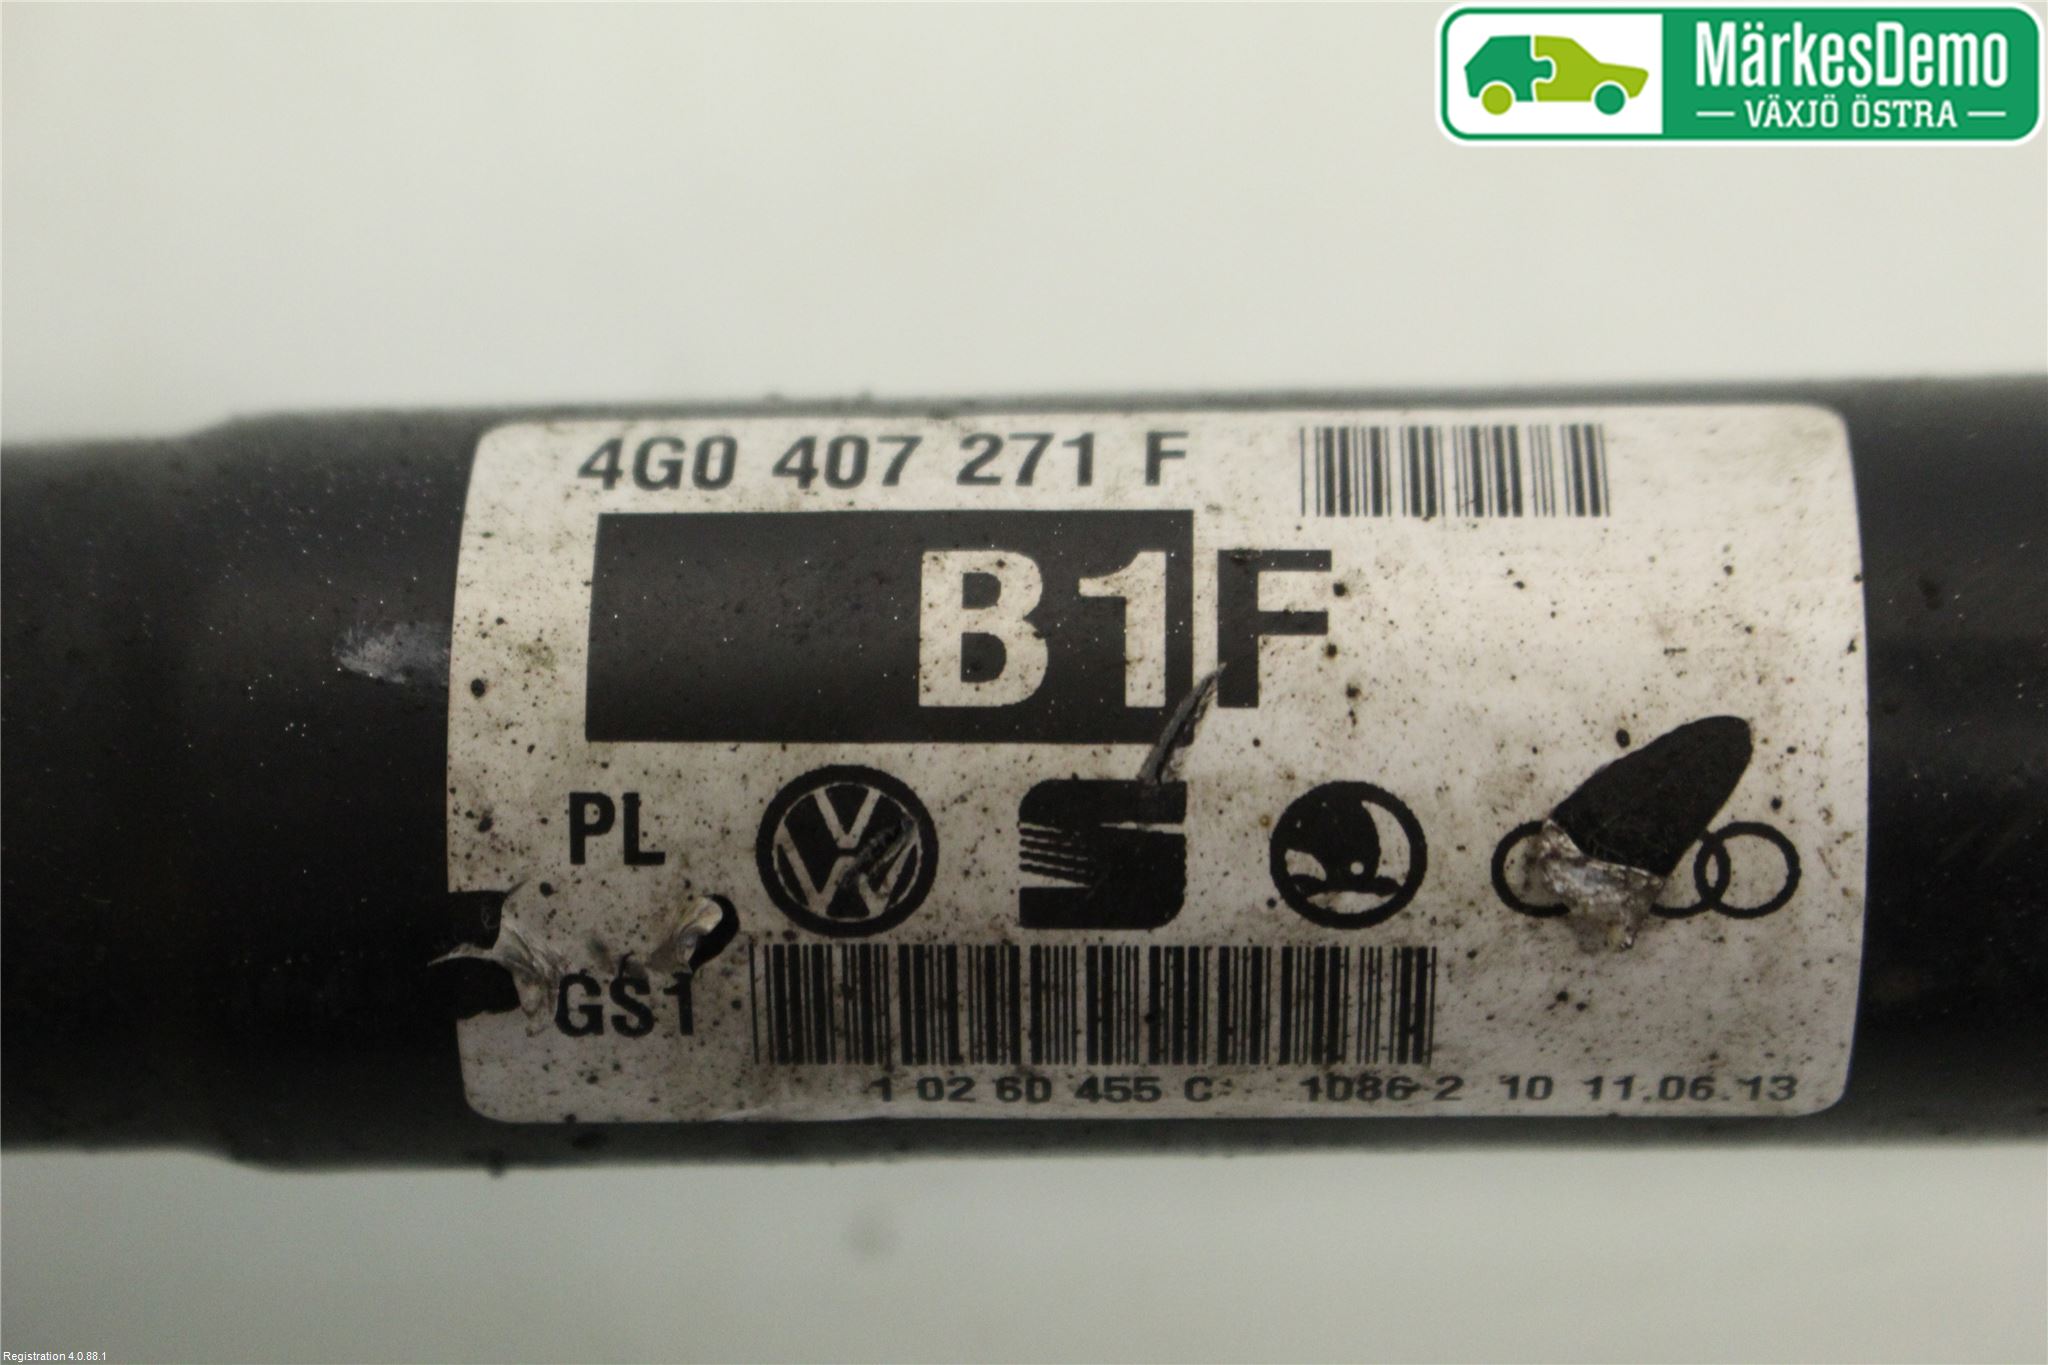 MärkesDemo
VÄXJÖ ÖSTRA
4G0 407 271 F
B1F
PL
GS1
1 02 60 455 C 1086-2 10 11.06.13
Registration 4.0.88.1